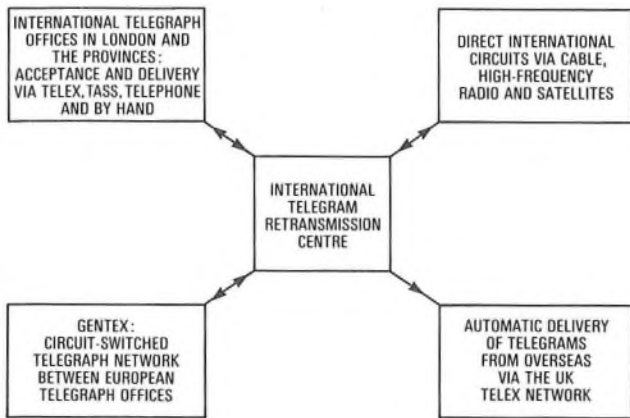 INTERNATIONAL TELEGRAPH
OFFICES IN LONDON AND
THE PROVINCES:
ACCEPTANCE AND DELIVERY
VIA TELEX, TASS, TELEPHONE
AND BY HAND
DIRECT INTERNATIONAL
CIRCUITS VIA CABLE,
HIGH-FREQUENCY
RADIO AND SATELLITES
INTERNATIONAL
TELEGRAM
RETRANSMISSION
CENTRE
GENTEX:
CIRCUIT-SWITCHED
TELEGRAPH NETWORK
BETWEEN EUROPEAN
TELEGRAPH OFFICES
AUTOMATIC DELIVERY
OF TELEGRAMS
FROM OVERSEAS
VIA THE UK
TELEX NETWORK